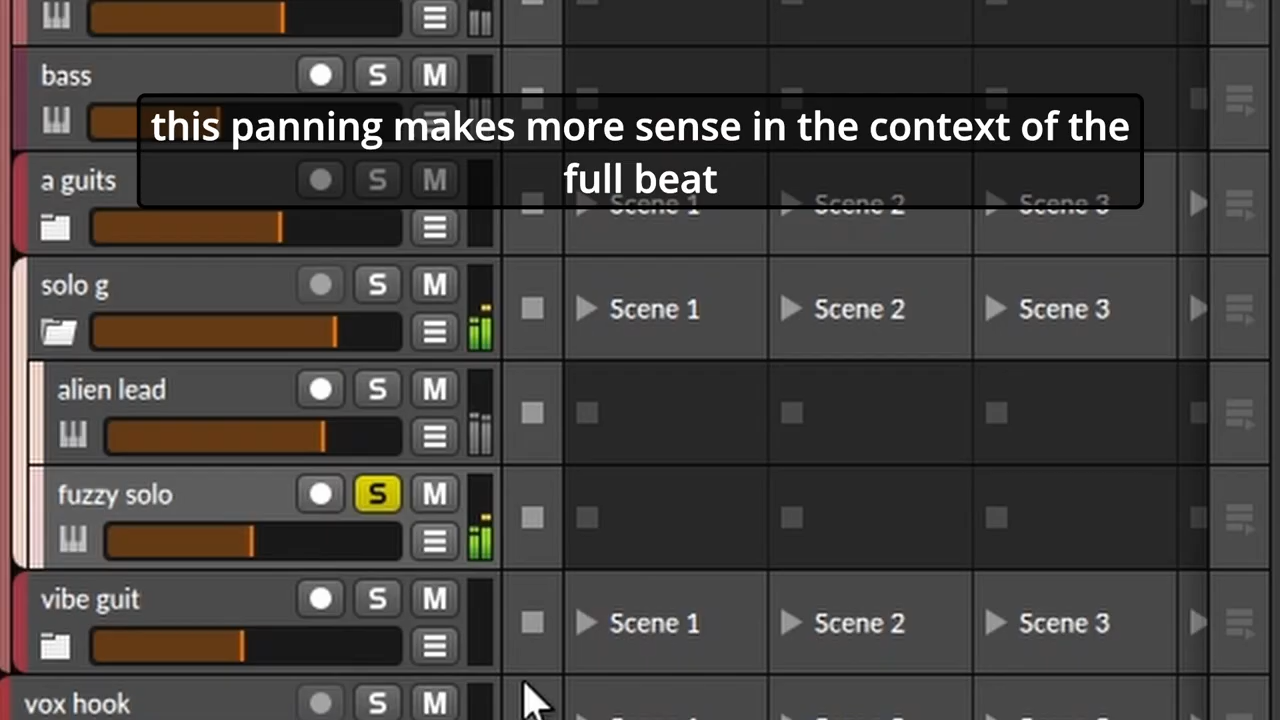 bass
S
M
this panning makes more sense in the context of the
full beat
a guits
S
M
Scene 1
Scene 2
Scene 3
solo g
S
M
Scene 1
Scene 2
Scene 3
alien lead
S
M
fuzzy solo
S
M
vibe guit
S
M
Scene 1
Scene 2
Scene 3
vox hook
S
M